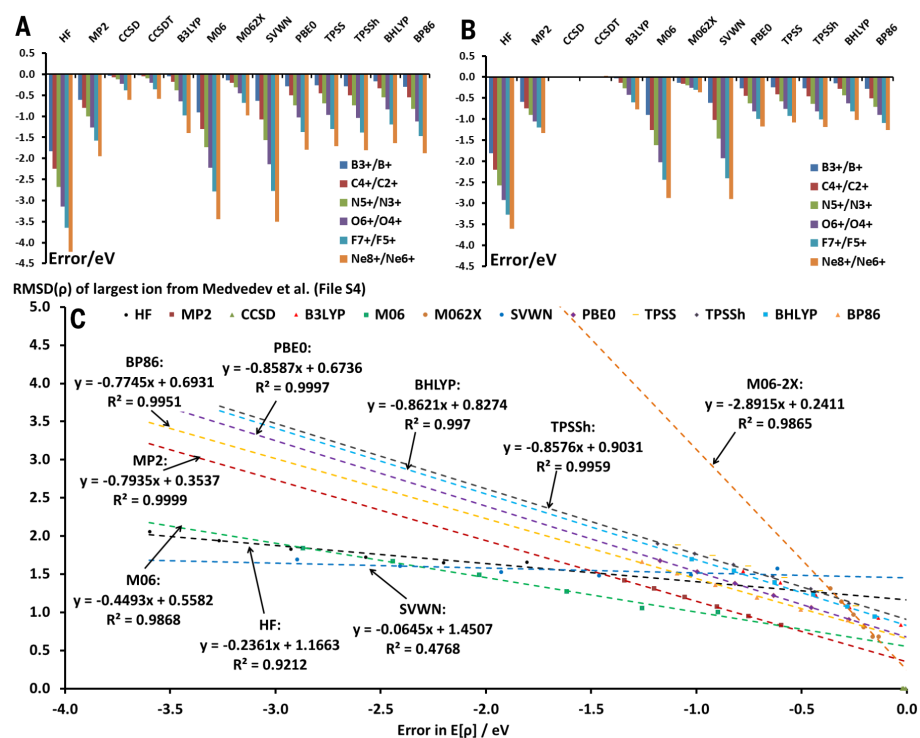 A
HF MP2 CCSD CCSDT B3LYP M06 M062X SVWN PBE0 TPSS TPSSh BHLYP BP86
0.5
0.0
-0.5
-1.0
-1.5
-2.0
-2.5
-3.0
-3.5
-4.0
-4.5
Error/eV
B3+/B+
C4+/C2+
N5+/N3+
O6+/O4+
F7+/F5+
Ne8+/Ne6+
B
HF MP2 CCSD CCSDT B3LYP M06 M062X SVWN PBE0 TPSS TPSSh BHLYP BP86
0.5
0.0
-0.5
-1.0
-1.5
-2.0
-2.5
-3.0
-3.5
-4.0
-4.5
Error/eV
B3+/B+
C4+/C2+
N5+/N3+
O6+/O4+
F7+/F5+
Ne8+/Ne6+
RMSD(ρ) of largest ion from Medvedev et al. (File S4)
C
HF MP2 CCSD B3LYP M06 M062X SVWN PBE0 TPSS TPSSh BHLYP BP86
5.0
4.5
4.0
3.5
3.0
2.5
2.0
1.5
1.0
0.5
0.0
BP86:
y = -0.7745x + 0.6931
R² = 0.9951
PBE0:
y = -0.8587x + 0.6736
R² = 0.9997
BHLYP:
y = -0.8621x + 0.8274
R² = 0.997
TPSSh:
y = -0.8576x + 0.9031
R² = 0.9959
M06-2X:
y = -2.8915x + 0.2411
R² = 0.9865
MP2:
y = -0.7935x + 0.3537
R² = 0.9999
M06:
y = -0.4493x + 0.5582
R² = 0.9868
HF:
y = -0.2361x + 1.1663
R² = 0.9212
SVWN:
y = -0.0645x + 1.4507
R² = 0.4768
-4.0 -3.5 -3.0 -2.5 -2.0 -1.5 -1.0 -0.5 0.0
Error in E[ρ] / eV